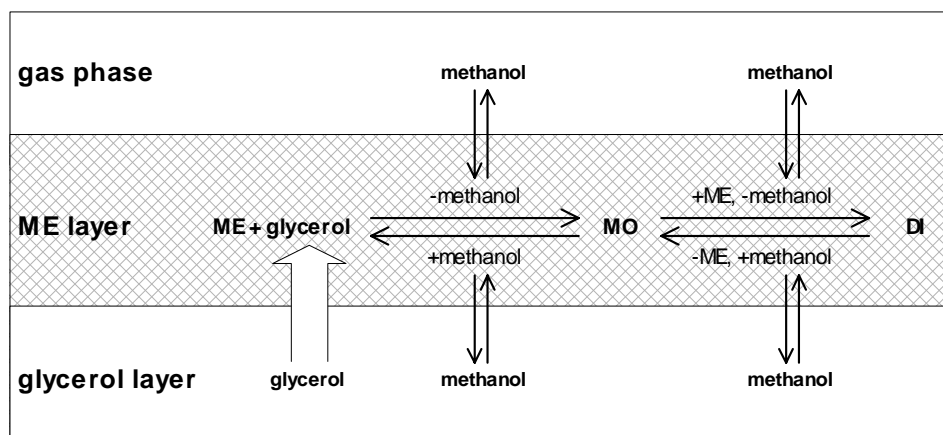 gas phase methanol methanol
-methanol +ME, -methanol
ME layer ME + glycerol MO DI
+methanol -ME, +methanol
glycerol layer glycerol methanol methanol